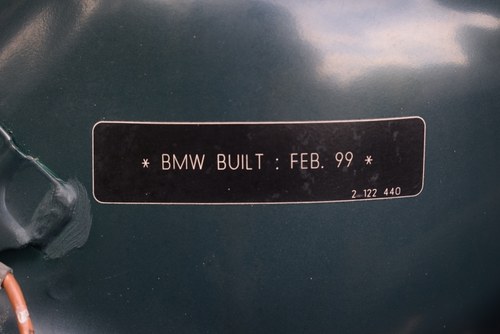 * BMW BUILT : FEB. 99 *
2 122 440